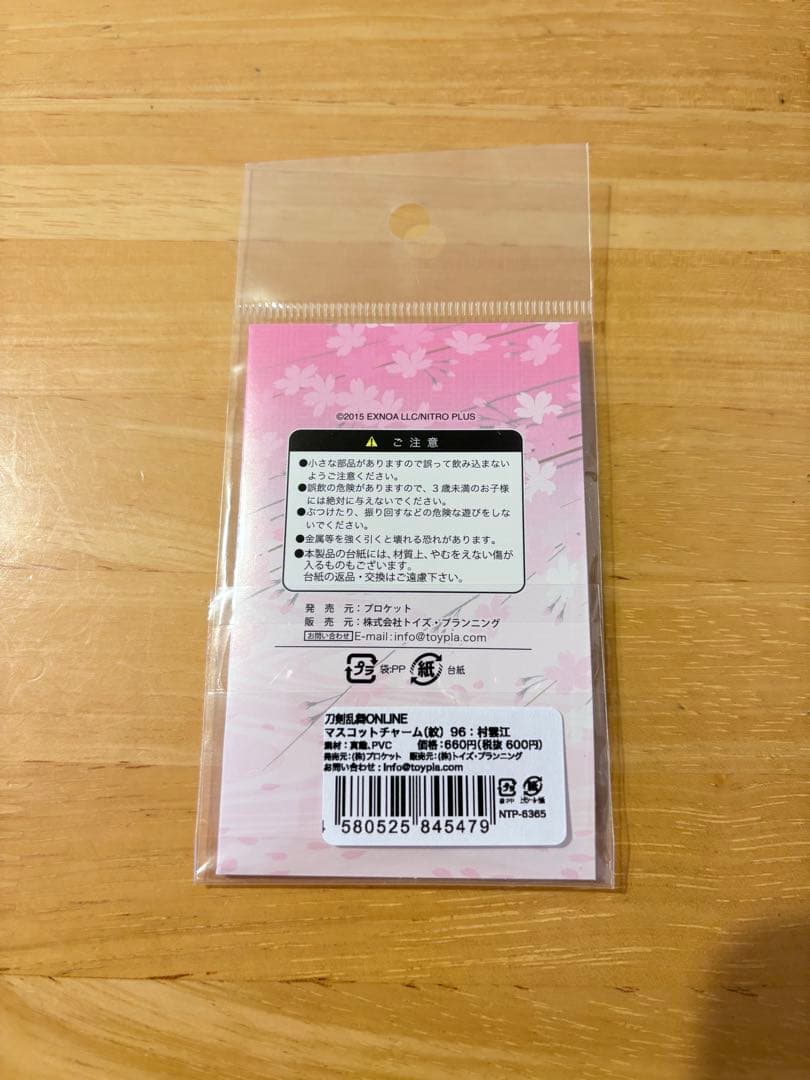 ©2015 EXNOA LLC/NITRO PLUS
ご注意
●小さな部品がありますので誤って飲み込まない
ようご注意ください。
●誤飲の危険がありますので、3歳未満のお子様
には絶対に与えないでください。
●ぶつけたり、振り回すなどの危険な遊びをしな
いでください。
●金属等を強く引くと壊れる恐れがあります。
●本製品の台紙には、材質上、やむをえない傷が
入るものもございます。
台紙の返品・交換はご遠慮下さい。
発売元：ブロケット
販売元：株式会社トイズ・プランニング
お問い合わせ E-mail：info@toypla.com
プラ 袋:PP 紙 台紙
刀剣乱舞ONLINE
マスコットチャーム(紋) 96：村雲江
素材：真鍮、PVC 価格：660円(税抜 600円)
発売元：(株)ブロケット 販売元：(株)トイズ・プランニング
お問い合わせ：info@toypla.com
プラ 紙
袋:PP
4 580525 845479
NTP-6365